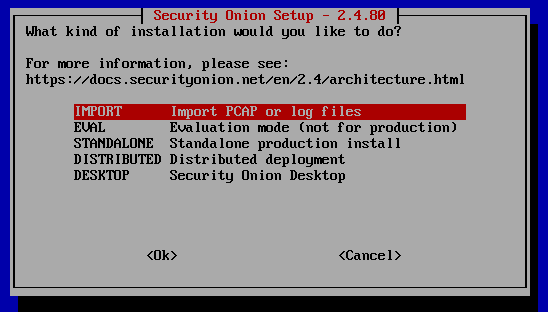 Security Onion Setup - 2.4.80
What kind of installation would you like to do?
For more information, please see:
https://docs.securityonion.net/en/2.4/architecture.html
IMPORT Import PCAP or log files
EVAL Evaluation mode (not for production)
STANDALONE Standalone production install
DISTRIBUTED Distributed deployment
DESKTOP Security Onion Desktop
<Ok> <Cancel>